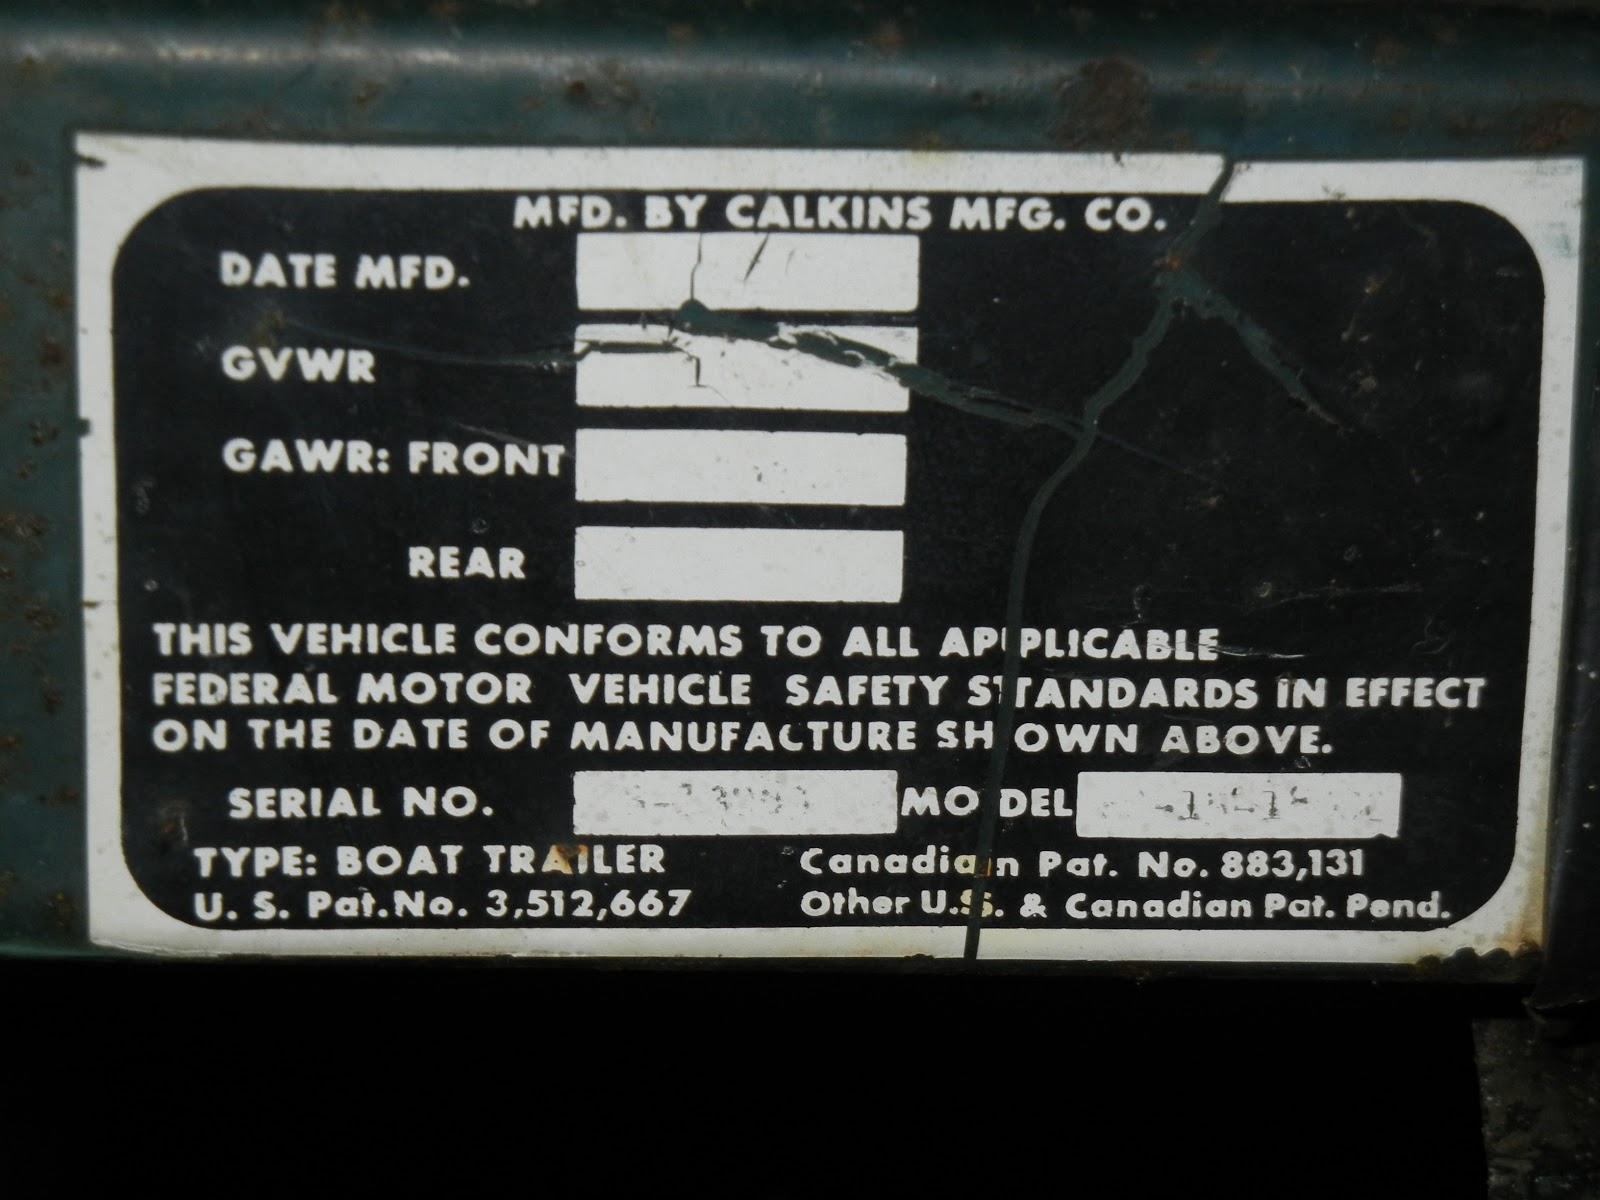 MFD. BY CALKINS MFG. CO.
DATE MFD.
GVWR
GAWR: FRONT
REAR
THIS VEHICLE CONFORMS TO ALL APPLICABLE
FEDERAL MOTOR VEHICLE SAFETY STANDARDS IN EFFECT
ON THE DATE OF MANUFACTURE SHOWN ABOVE.
SERIAL NO. MODEL
TYPE: BOAT TRAILER Canadian Pat. No. 883,131
U. S. Pat. No. 3,512,667 Other U.S. & Canadian Pat. Pend.